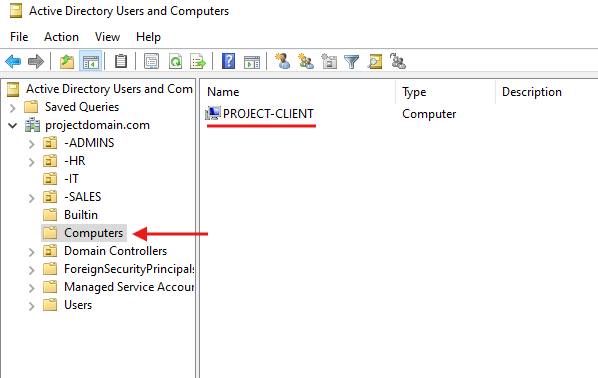 Active Directory Users and Computers
File Action View Help
Active Directory Users and Com
Saved Queries
projectdomain.com
-ADMINS
-HR
-IT
-SALES
Builtin
Computers
Domain Controllers
ForeignSecurityPrincipals
Managed Service Accour
Users
Name Type Description
PROJECT-CLIENT Computer